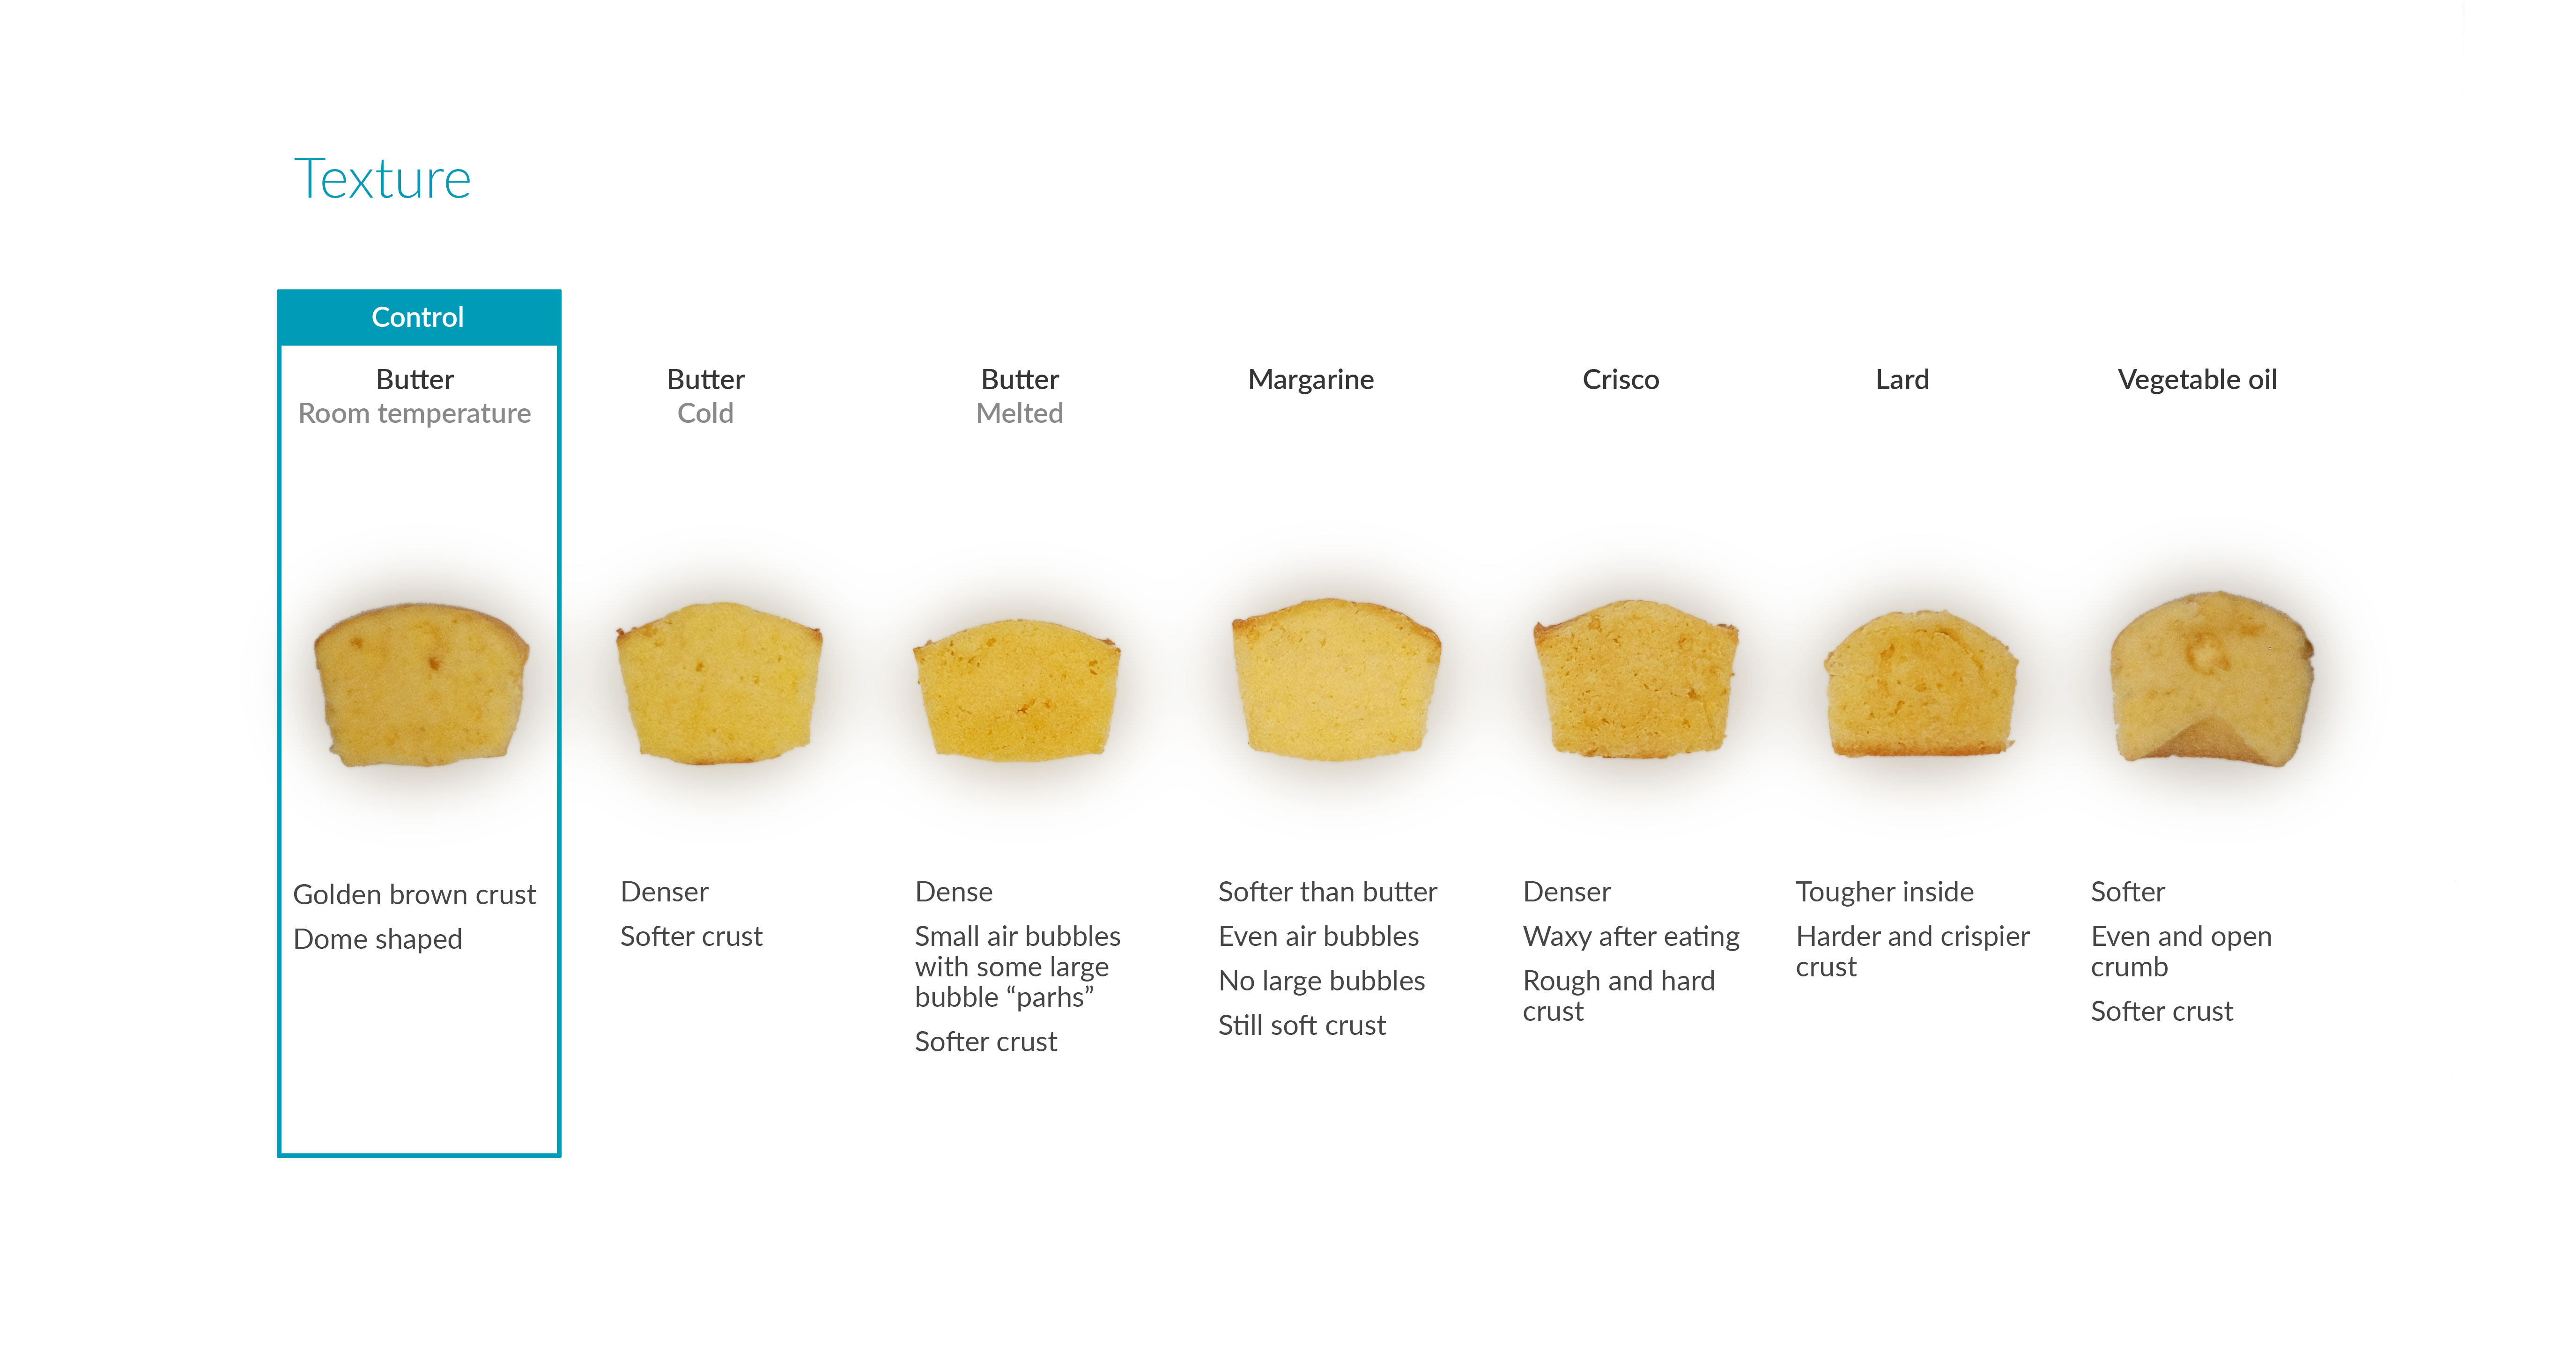 Texture
Control
Butter
Room temperature
Golden brown crust
Dome shaped
Butter
Cold
Denser
Softer crust
Butter
Melted
Dense
Small air bubbles
with some large
bubble “parhs”
Softer crust
Margarine
Softer than butter
Even air bubbles
No large bubbles
Still soft crust
Crisco
Denser
Waxy after eating
Rough and hard
crust
Lard
Tougher inside
Harder and crispier
crust
Vegetable oil
Softer
Even and open
crumb
Softer crust